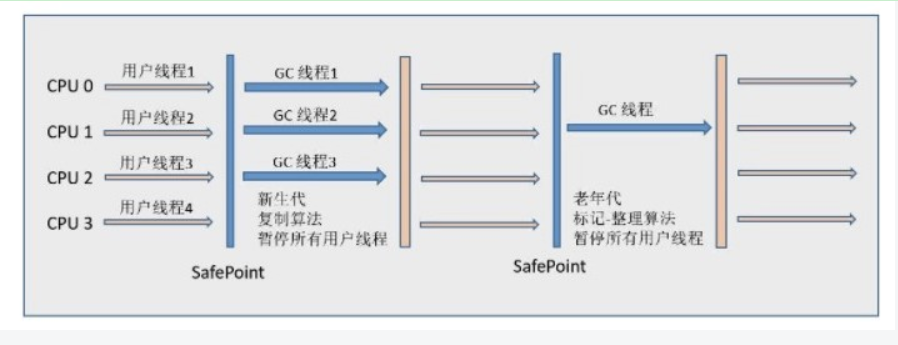 CPU 0
用户线程1
GC 线程1
CPU 1
用户线程2
GC 线程2
GC 线程
CPU 2
用户线程3
GC 线程3
CPU 3
用户线程4
新生代
复制算法
暂停所有用户线程
老年代
标记-整理算法
暂停所有用户线程
SafePoint
SafePoint